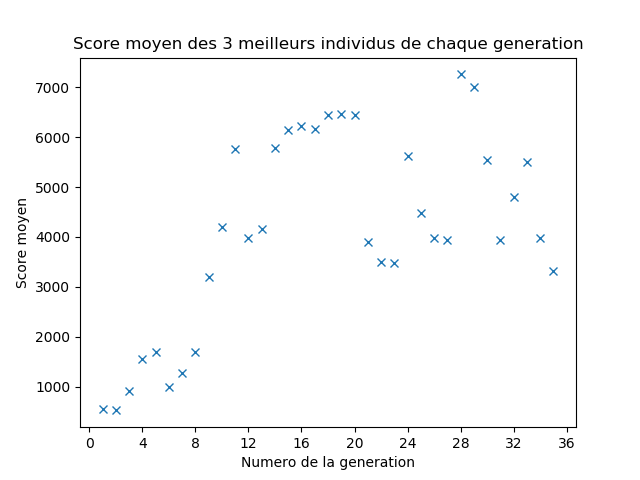 Score moyen des 3 meilleurs individus de chaque generation
Score moyen
7000
6000
5000
4000
3000
2000
1000
0 4 8 12 16 20 24 28 32 36
Numero de la generation